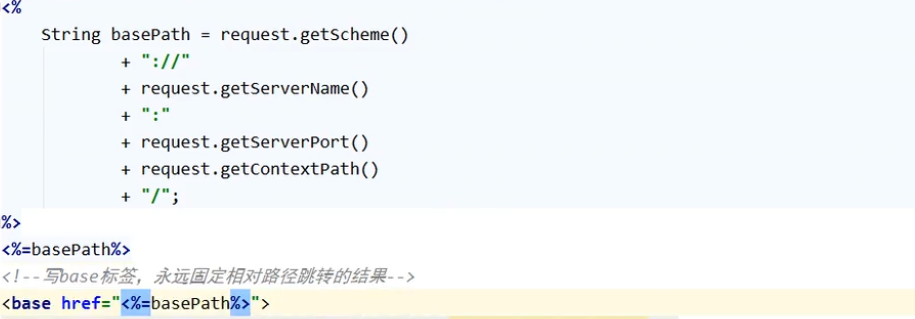 <%
String basePath = request.getScheme()
+ "://"
+ request.getServerName()
+ ":"
+ request.getServerPort()
+ request.getContextPath()
+ "/";
%>
<%=basePath%>
<!--写base标签，永远固定相对路径跳转的结果-->
<base href="<%=basePath%>">